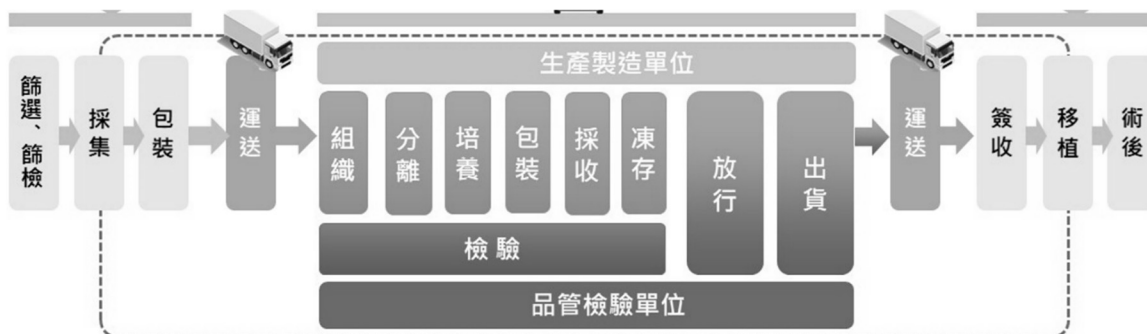 生產製造單位
篩選、篩檢
採集
包裝
運送
組織
分離
培養
包裝
採收
凍存
放行
出貨
運送
簽收
移植
術後
檢驗
品管檢驗單位